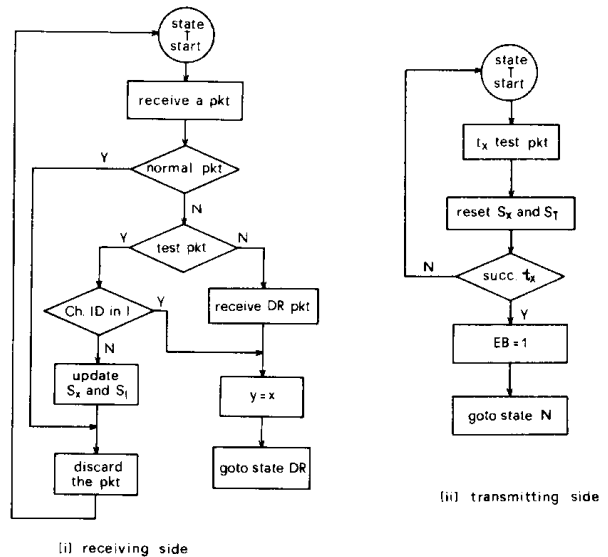 state
T
start
receive a pkt
Y
normal pkt
N
Y
test pkt
N
Ch. ID in I
Y
receive DR pkt
N
update
Sx and SI
y = x
discard
the pkt
goto state DR
(i) receiving side
state
T
start
tx test pkt
reset Sx and ST
N
succ. tx
Y
EB = 1
goto state N
(ii) transmitting side